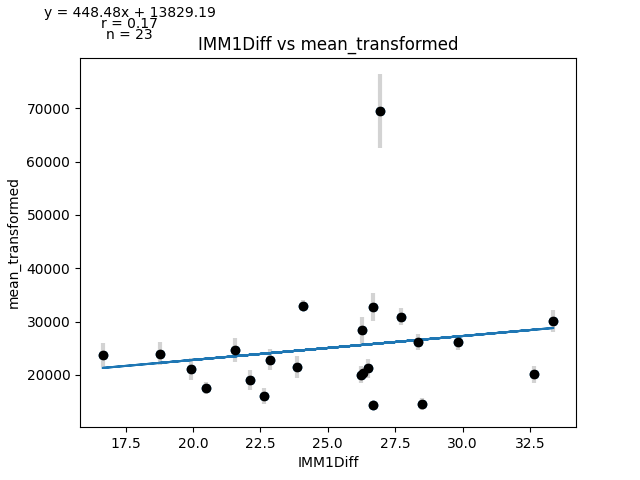 y = 448.48x + 13829.19
r = 0.17
n = 23
IMM1Diff vs mean_transformed
mean_transformed
70000
60000
50000
40000
30000
20000
17.5 20.0 22.5 25.0 27.5 30.0 32.5
IMM1Diff